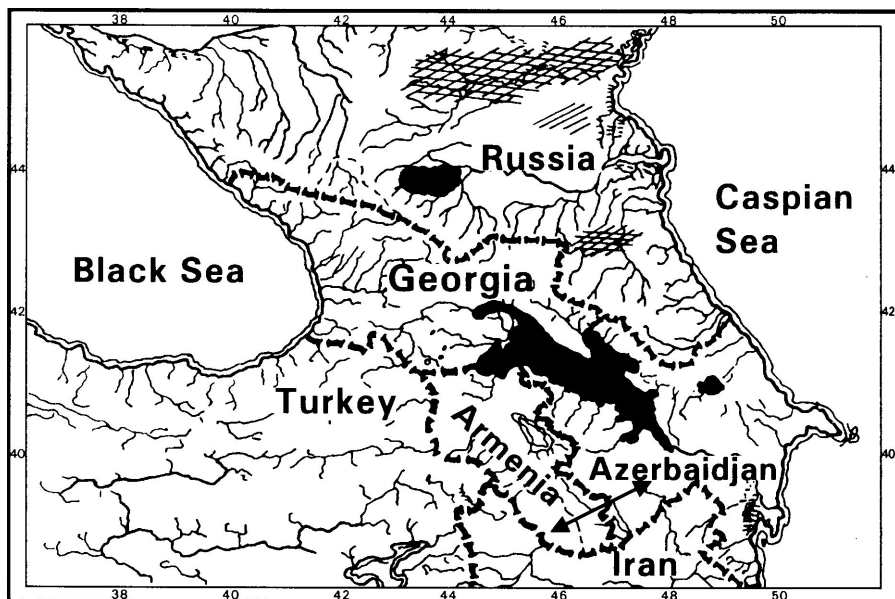 38 40 42 44 46 48 50
44 Russia 44
Caspian
Sea
Black Sea
Georgia
42 42
Turkey
Armenia
40 Azerbaidjan 40
Iran
38 40 42 44 46 48 50